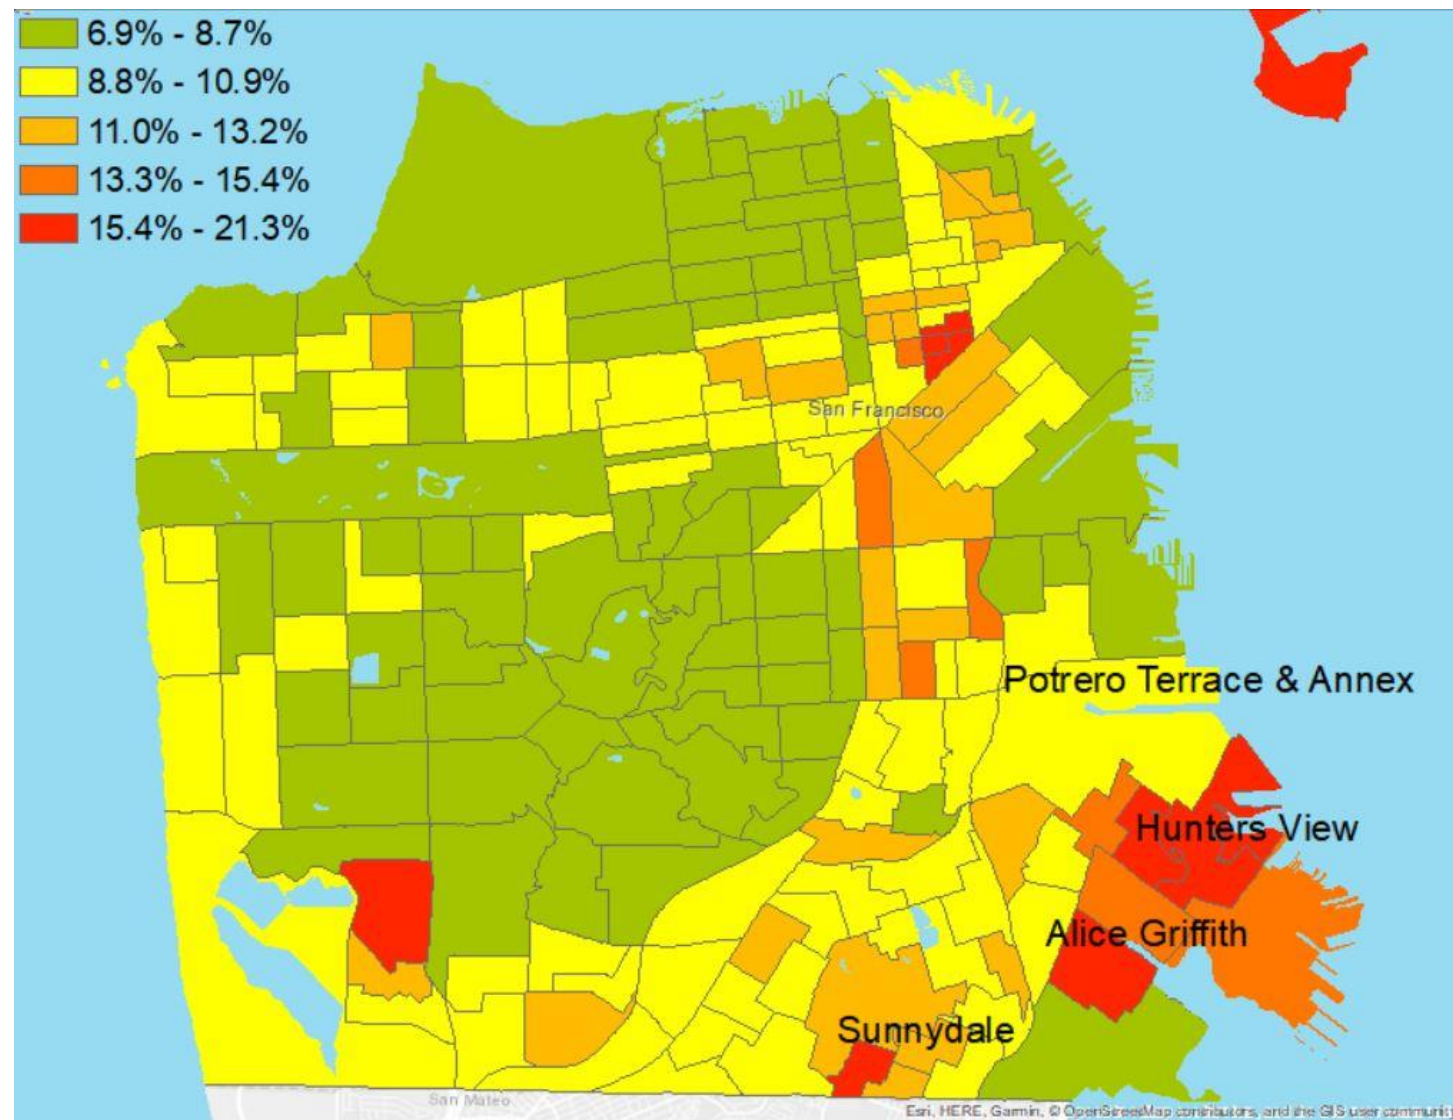 6.9% - 8.7%
8.8% - 10.9%
11.0% - 13.2%
13.3% - 15.4%
15.4% - 21.3%
San Francisco
Potrero Terrace & Annex
Hunters View
Alice Griffith
Sunnydale
San Mateo
Esri, HERE, Garmin, © OpenStreetMap contributors, and the GIS user communit